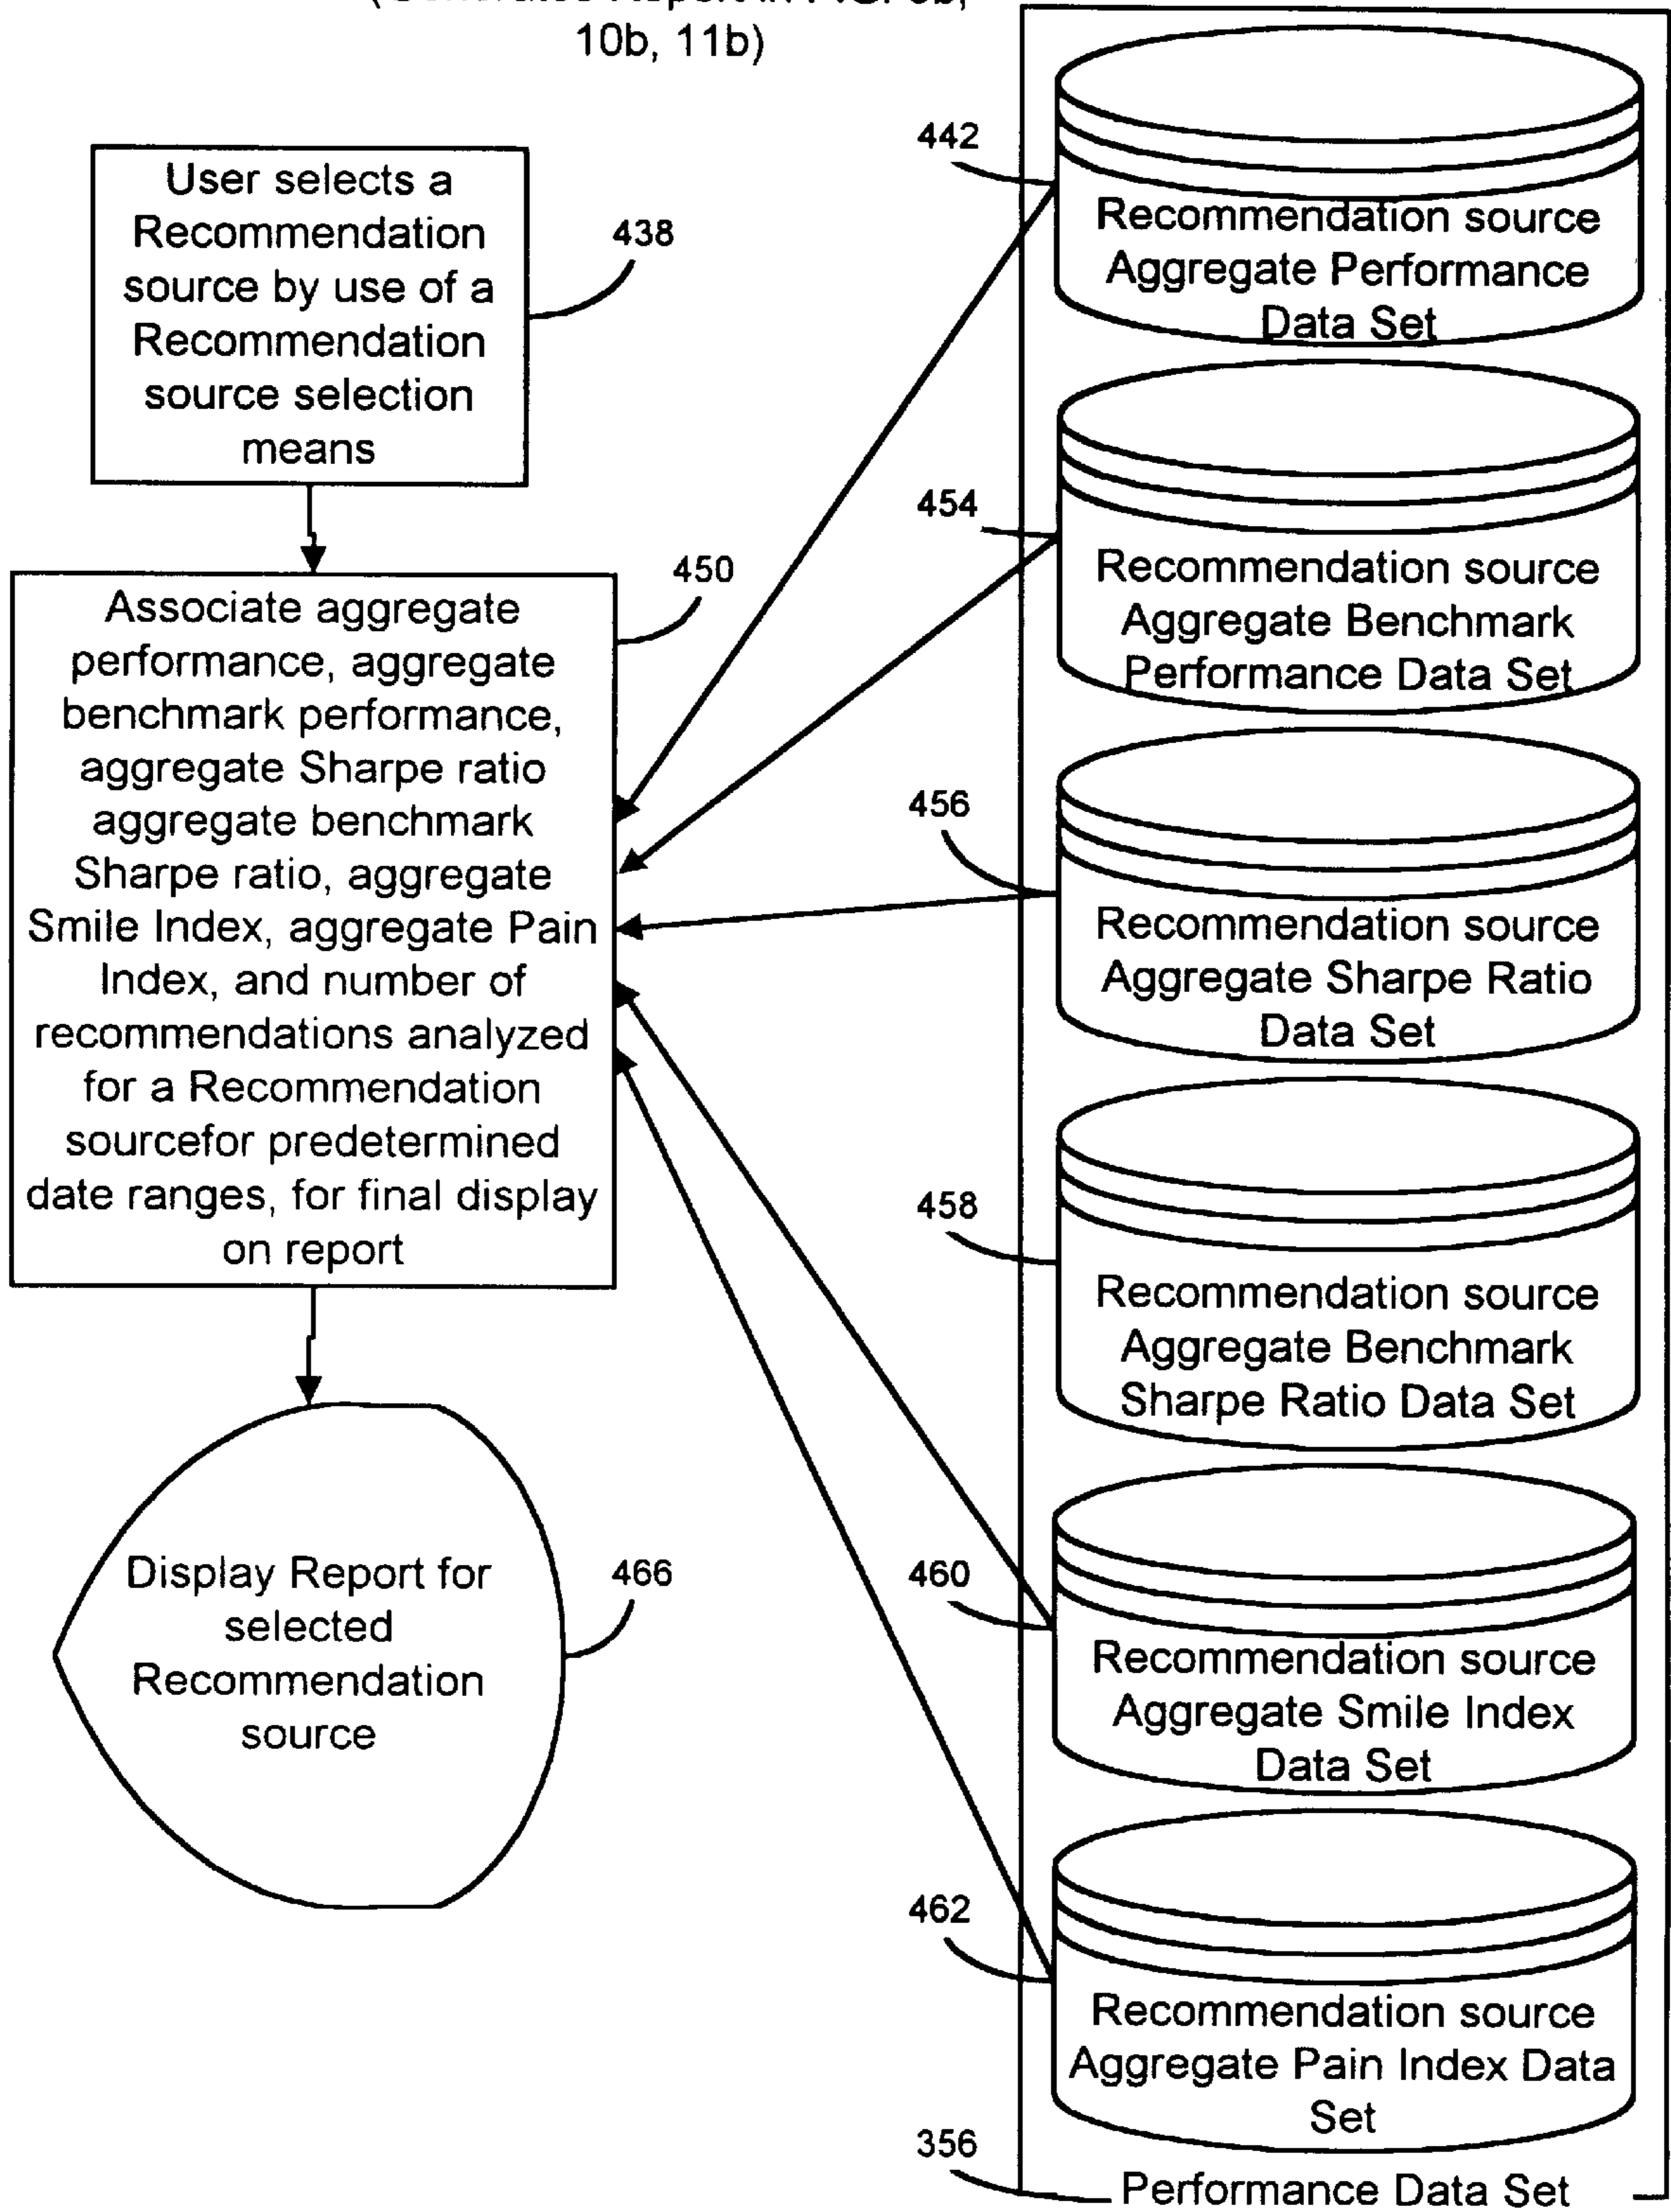 10b, 11b)
User selects a
Recommendation
source by use of a
Recommendation
source selection
means
438
Associate aggregate
performance, aggregate
benchmark performance,
aggregate Sharpe ratio
aggregate benchmark
Sharpe ratio, aggregate
Smile Index, aggregate Pain
Index, and number of
recommendations analyzed
for a Recommendation
sourcefor predetermined
date ranges, for final display
on report
450
Display Report for
selected
Recommendation
source
466
442
Recommendation source
Aggregate Performance
Data Set
454
Recommendation source
Aggregate Benchmark
Performance Data Set
456
Recommendation source
Aggregate Sharpe Ratio
Data Set
458
Recommendation source
Aggregate Benchmark
Sharpe Ratio Data Set
460
Recommendation source
Aggregate Smile Index
Data Set
462
Recommendation source
Aggregate Pain Index Data
Set
356
Performance Data Set